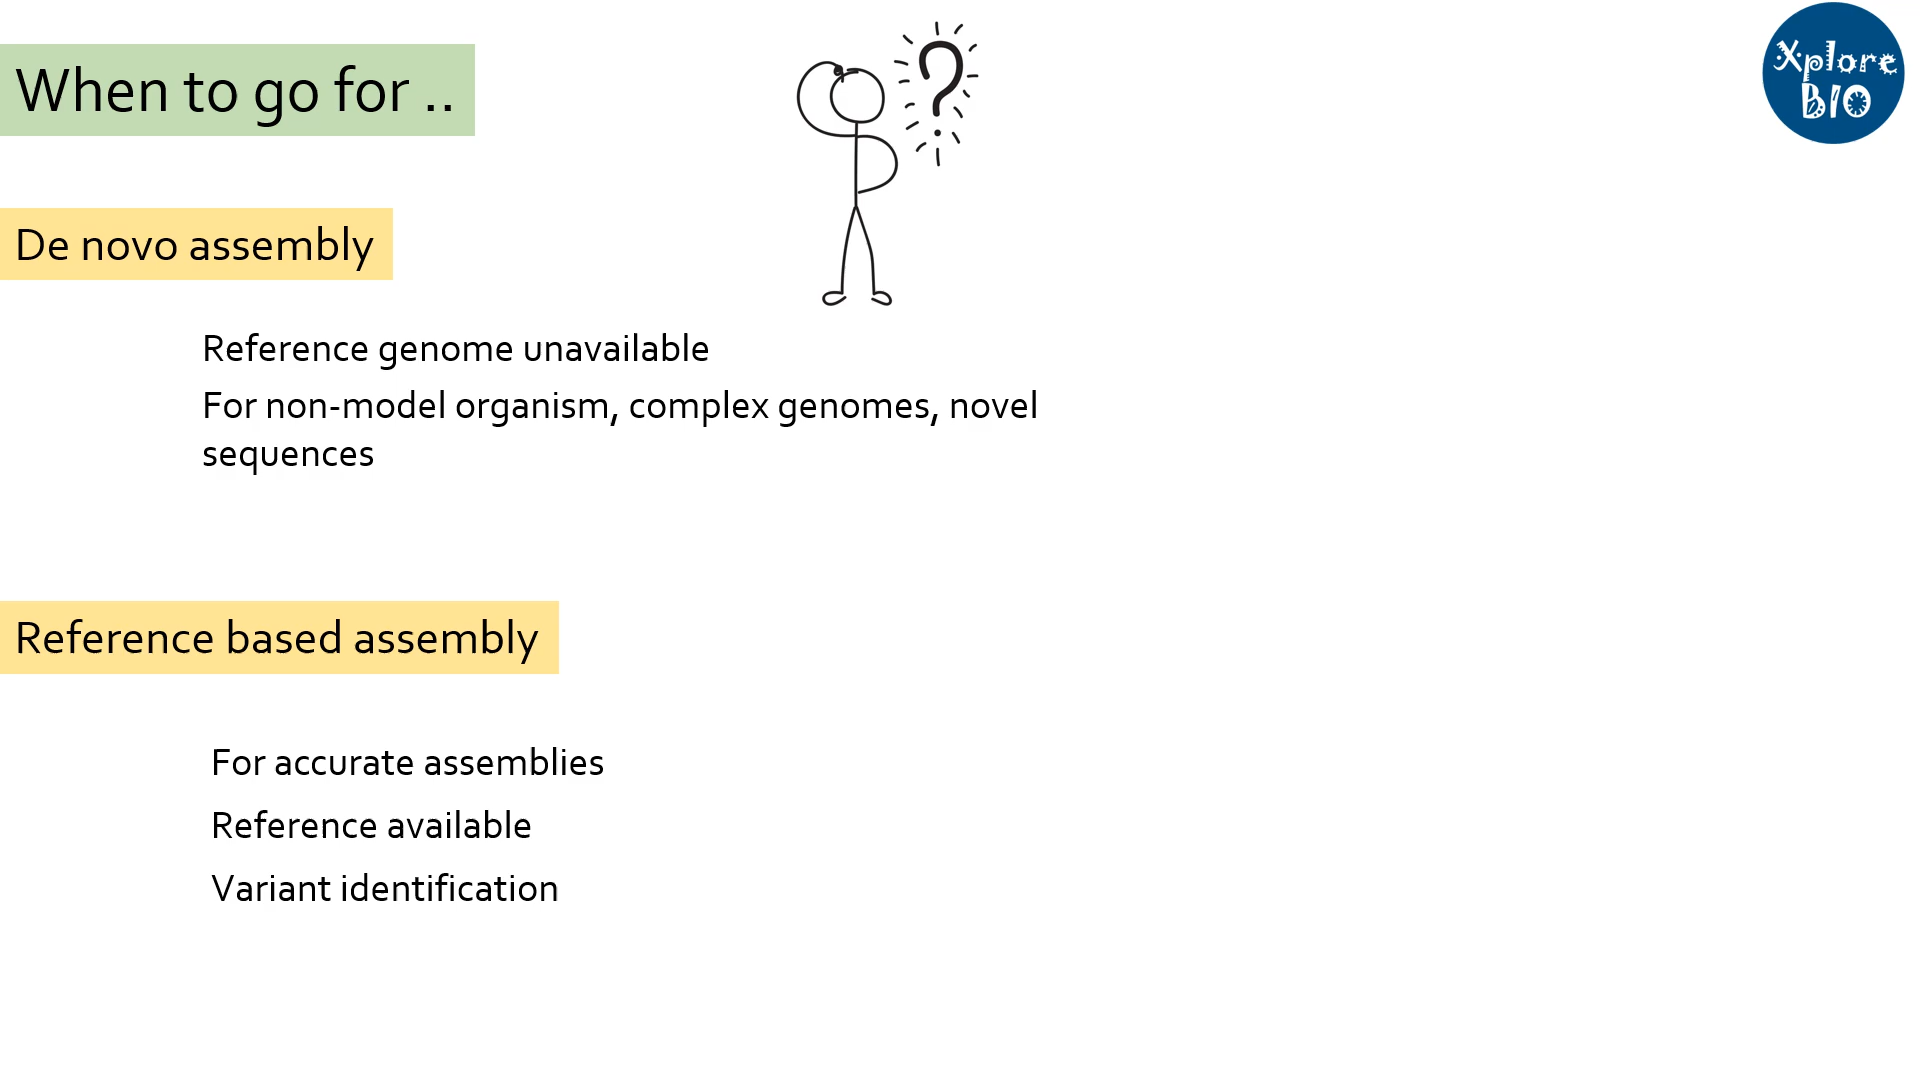 When to go for ..
Xplore
BIO
De novo assembly
Reference genome unavailable
For non-model organism, complex genomes, novel
sequences
Reference based assembly
For accurate assemblies
Reference available
Variant identification